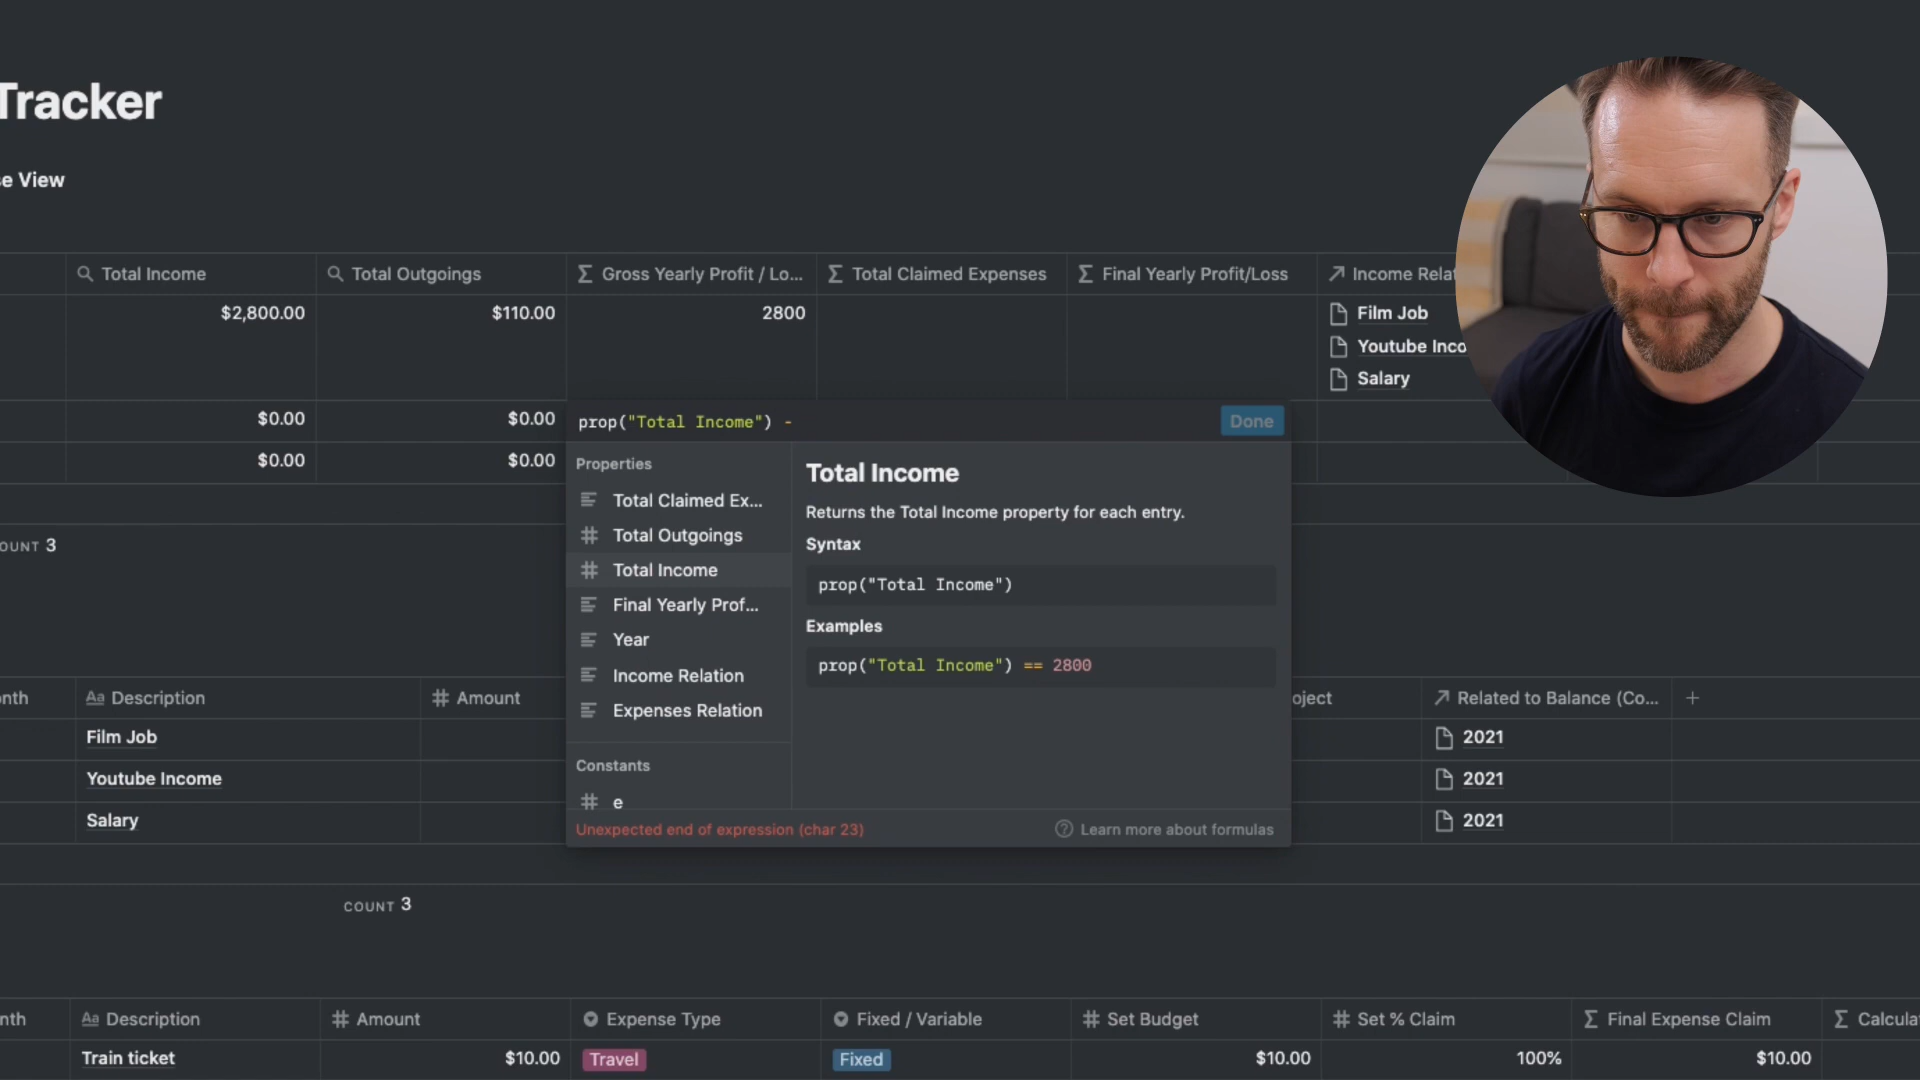 Tracker
se View
Total Income
Total Outgoings
Gross Yearly Profit / Lo...
Total Claimed Expenses
Final Yearly Profit/Loss
Income Relat
$2,800.00
$110.00
2800
Film Job
Youtube Inco
Salary
$0.00
$0.00
prop("Total Income") -
Done
$0.00
$0.00
Properties
Total Claimed Ex...
Total Outgoings
Total Income
Final Yearly Prof...
Year
Income Relation
Expenses Relation
Constants
e
Total Income
Returns the Total Income property for each entry.
Syntax
prop("Total Income")
Examples
prop("Total Income") == 2800
Unexpected end of expression (char 23)
Learn more about formulas
OUNT 3
onth
Description
Amount
oject
Related to Balance (Co...
Film Job
2021
Youtube Income
2021
Salary
2021
COUNT 3
nth
Description
Amount
Expense Type
Fixed / Variable
Set Budget
Set % Claim
Final Expense Claim
Calcula
Train ticket
$10.00
Travel
Fixed
$10.00
100%
$10.00